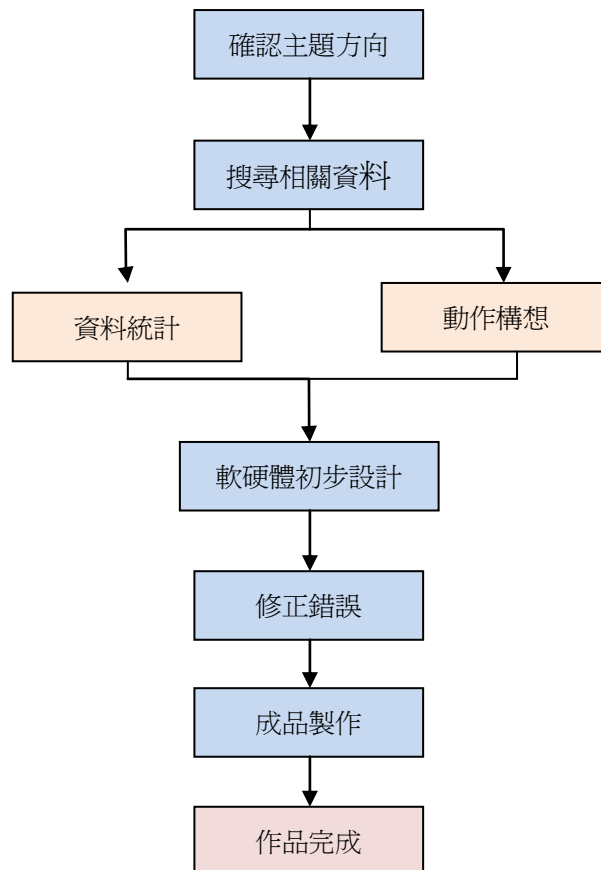 確認主題方向
搜尋相關資料
資料統計
動作構想
軟硬體初步設計
修正錯誤
成品製作
作品完成